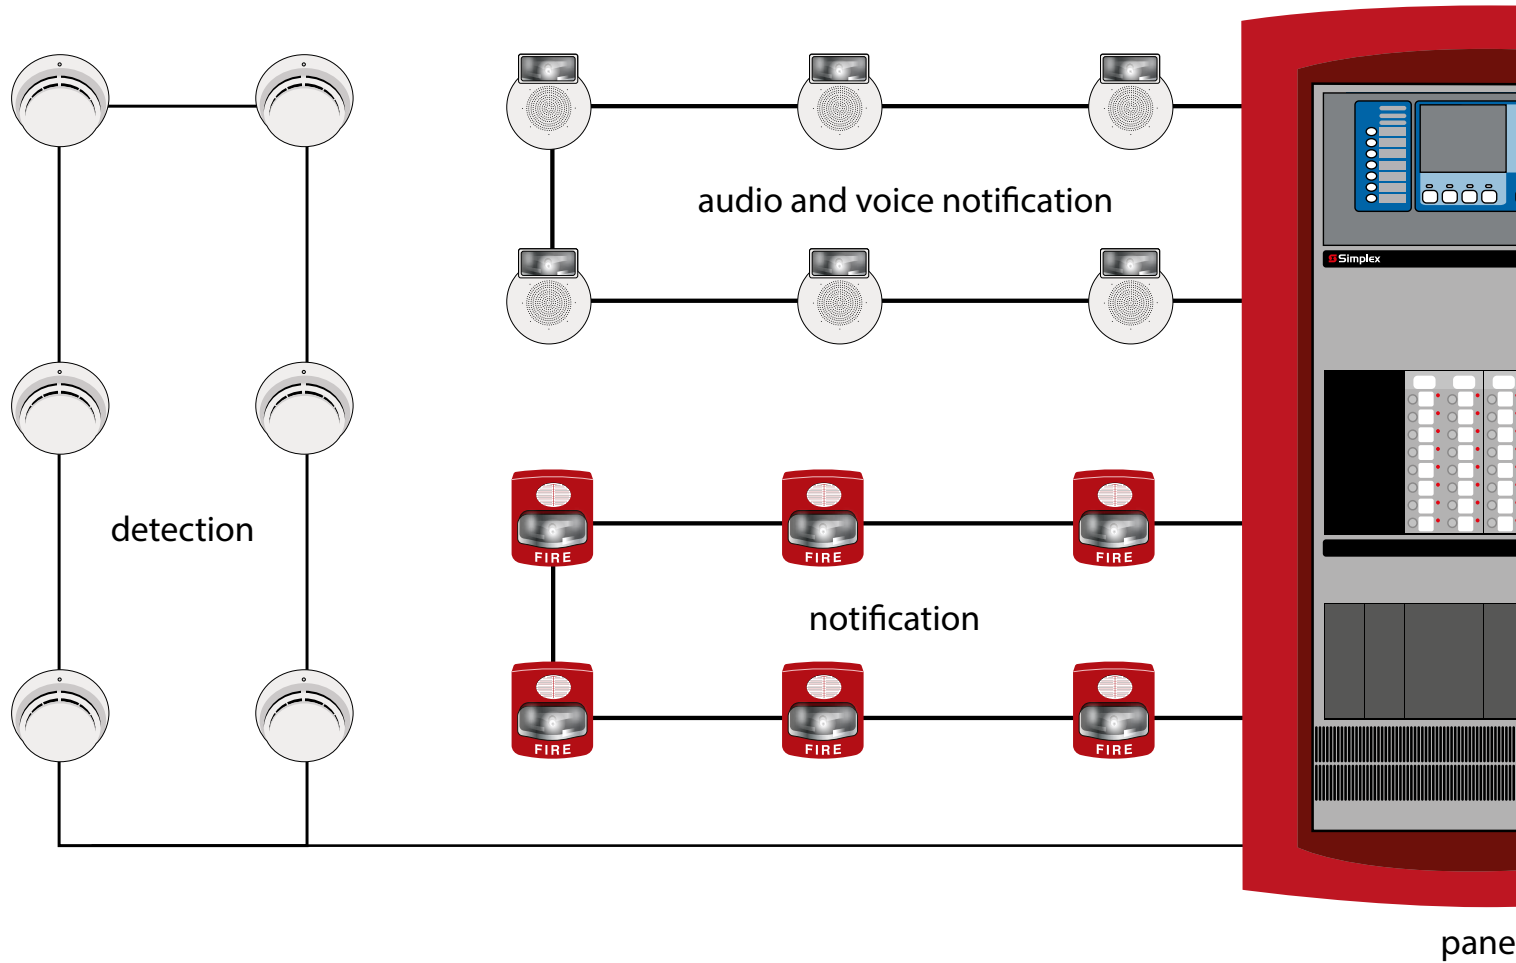 audio and voice notification
Simplex
detection
FIRE
FIRE
FIRE
notification
FIRE
FIRE
FIRE
pane